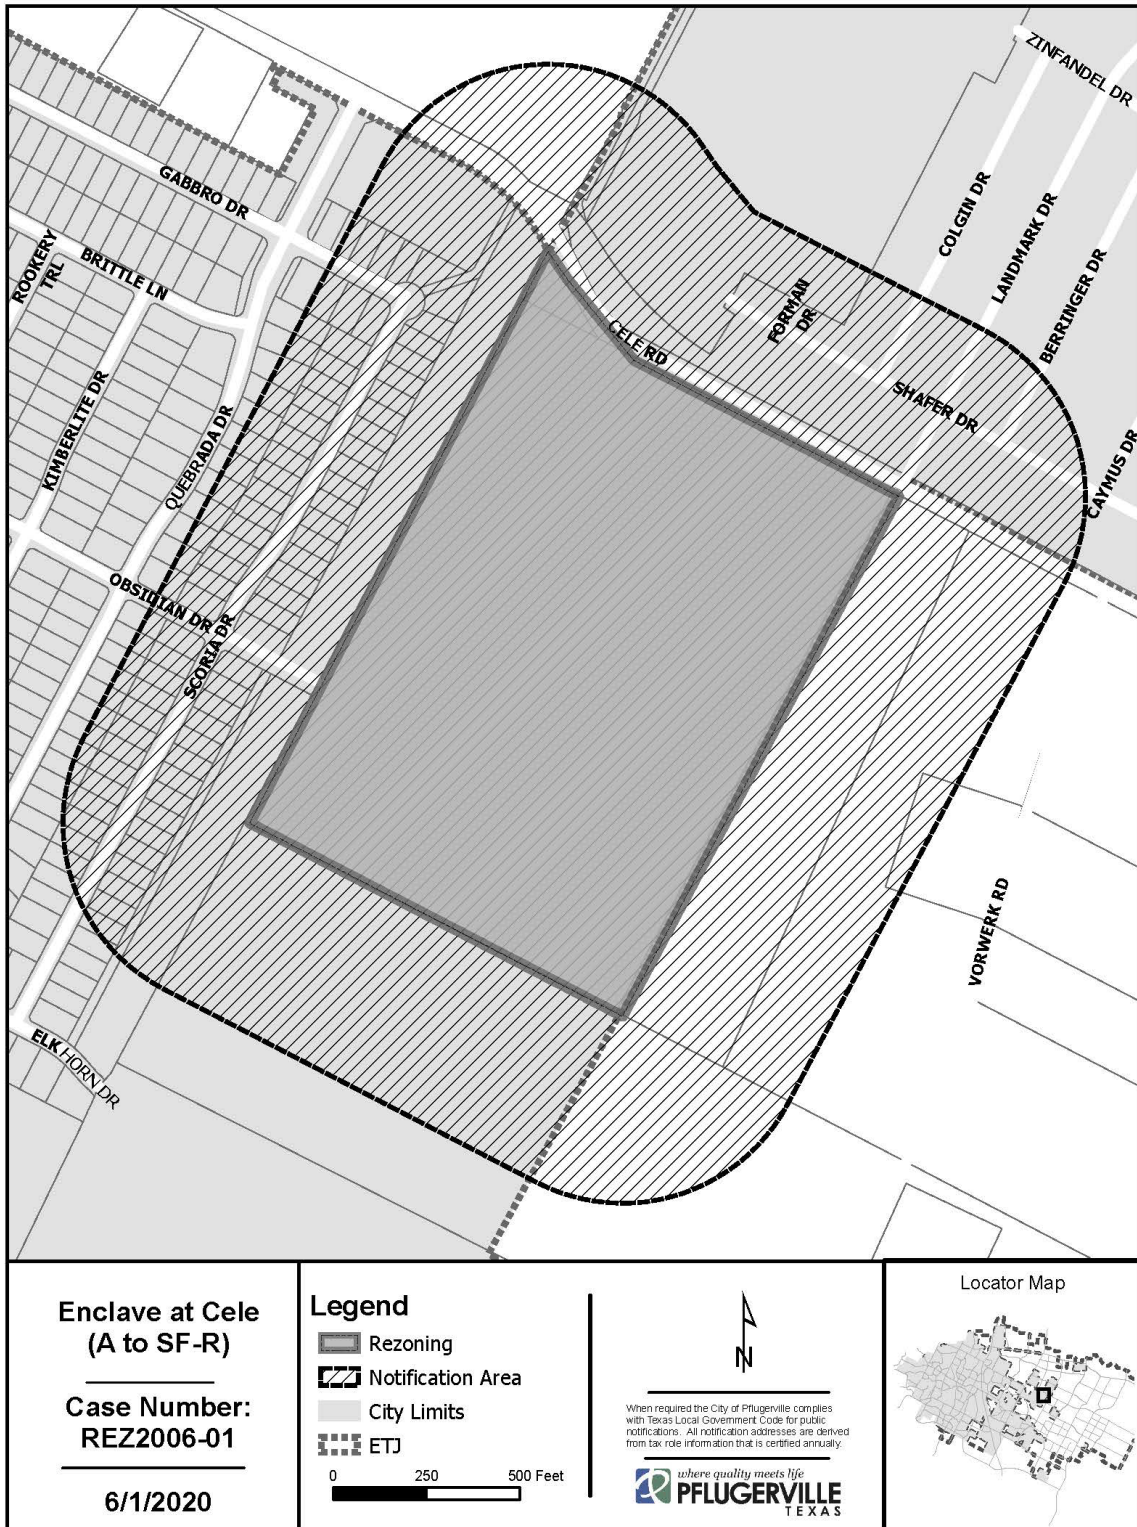 ZINFANDEL DR
GABBRO DR
COLGIN DR
LANDMARK DR
BRITTLE LN
ROOKERY
TRL
BERRINGER DR
FORMAN
DR
CELE RD
SHAFER DR
KIMBERLITE DR
QUEBRADA DR
CAYMUS DR
OBSIDIAN DR
SCORIA DR
VORWERK RD
ELK HORN DR
Enclave at Cele
(A to SF-R)
Case Number:
REZ2006-01
6/1/2020
Legend
Rezoning
Notification Area
City Limits
ETJ
0 250 500 Feet
N
When required the City of Pflugerville complies
with Texas Local Government Code for public
notifications. All notification addresses are derived
from tax role information that is certified annually.
where quality meets life
PFLUGERVILLE
TEXAS
Locator Map